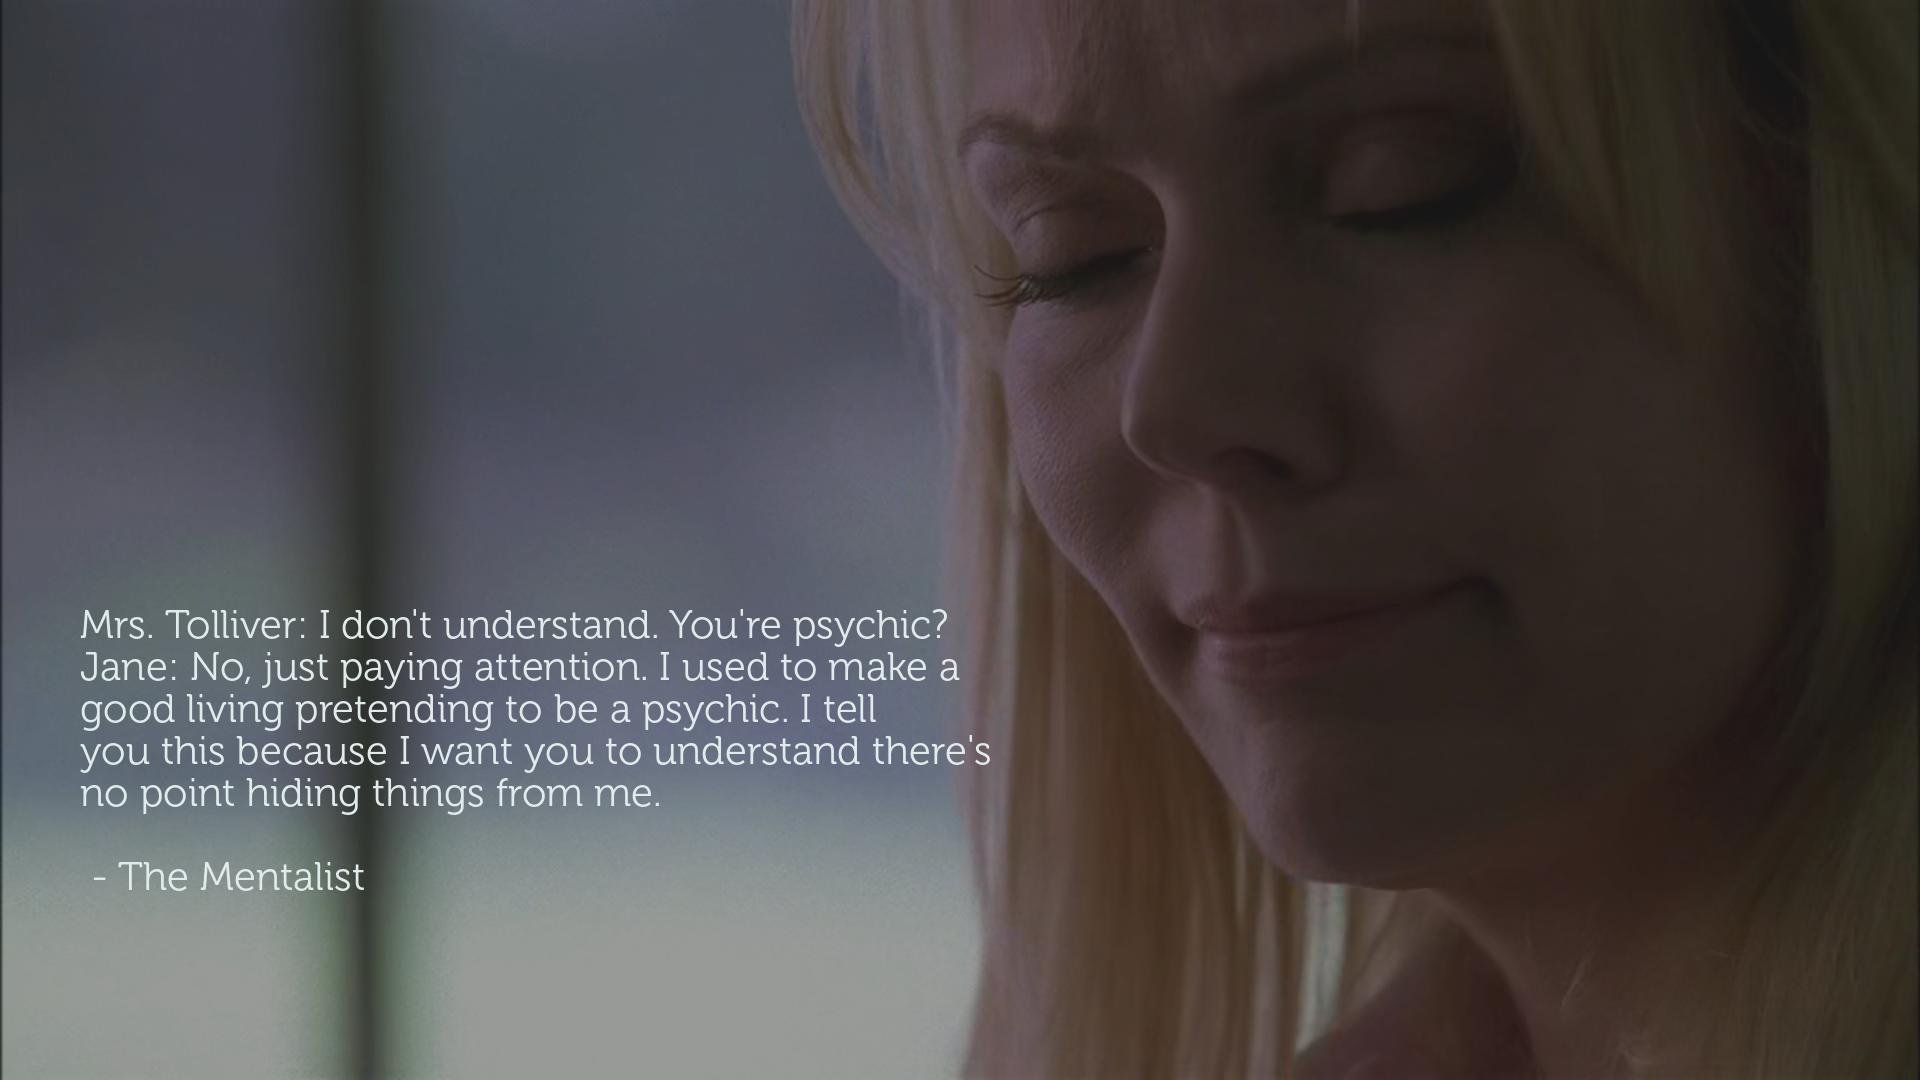 Mrs. Tolliver: I don't understand. You're psychic?
Jane: No, just paying attention. I used to make a
good living pretending to be a psychic. I tell
you this because I want you to understand there's
no point hiding things from me.
- The Mentalist